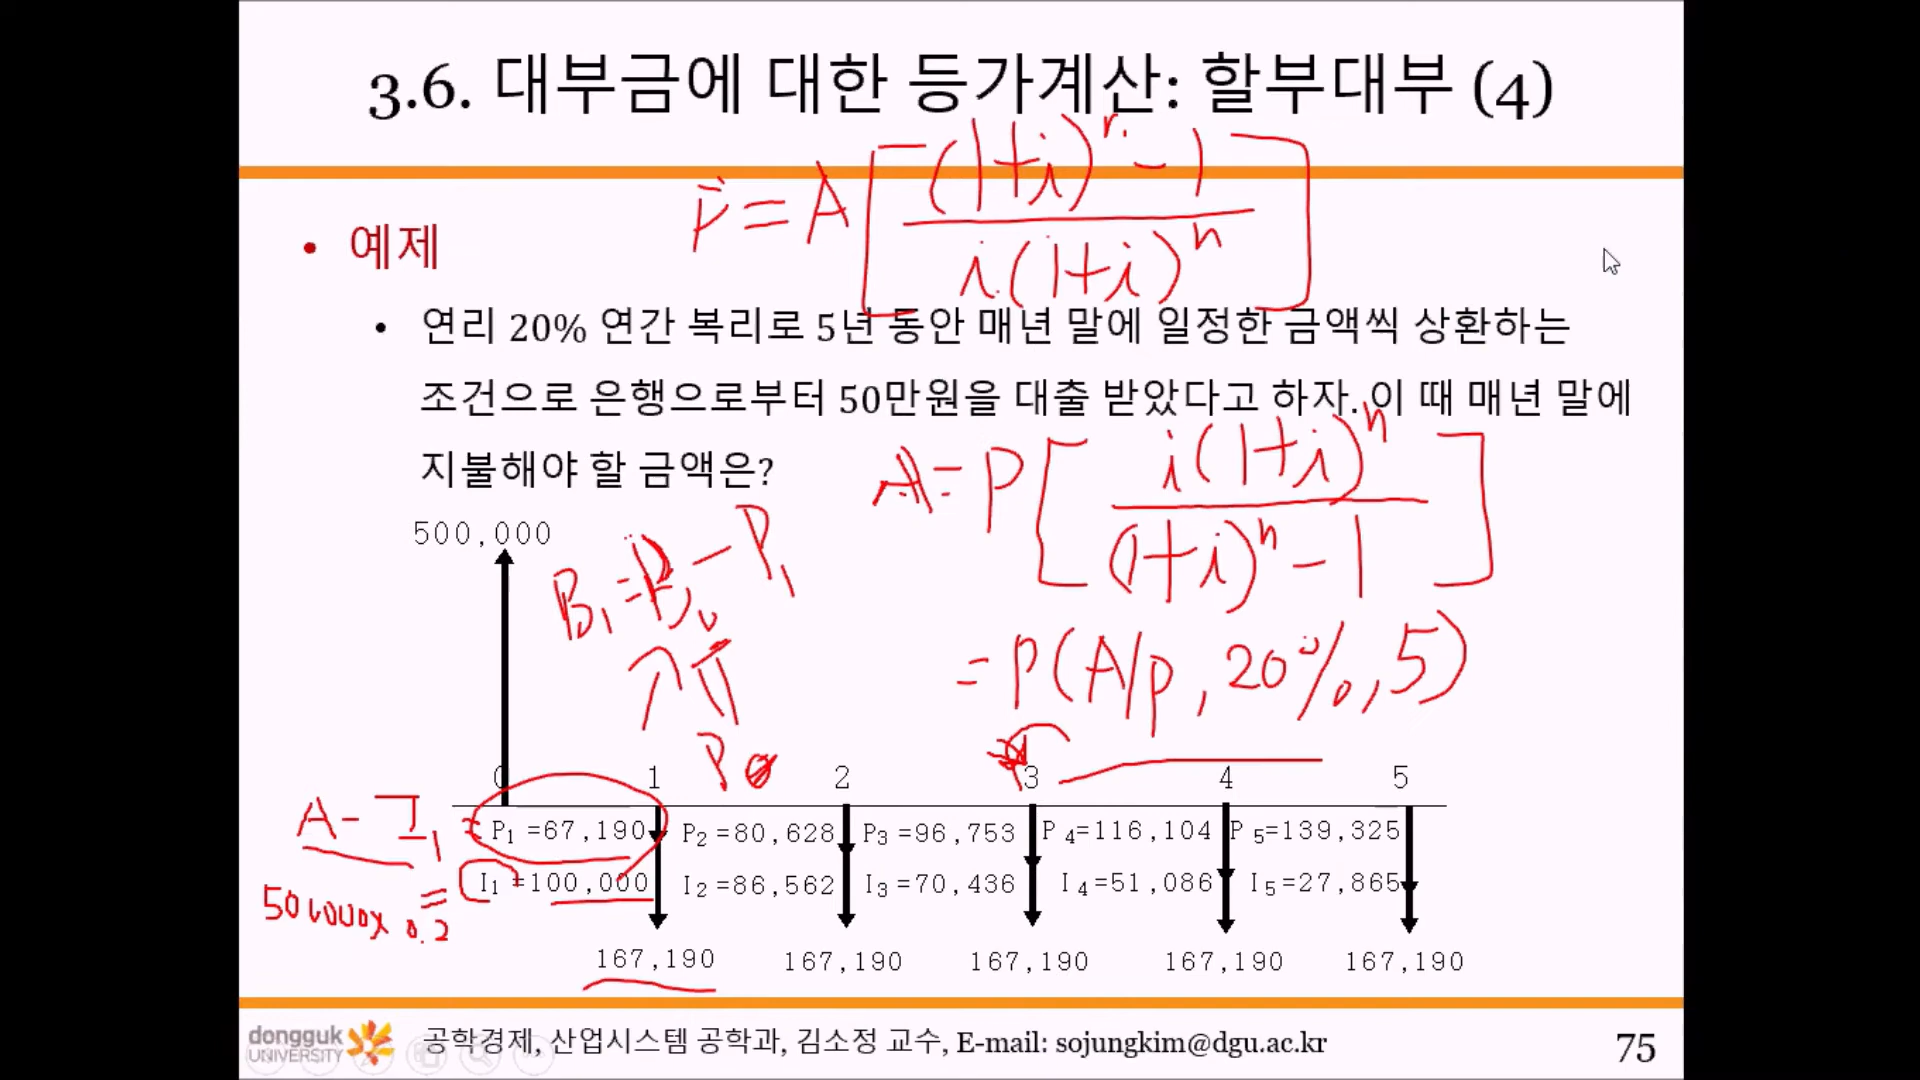 3.6. 대부금에 대한 등가계산: 할부대부 (4)
P = A [ (1+i)^n - 1 / i(1+i)^n ]
• 예제
• 연리 20% 연간 복리로 5년 동안 매년 말에 일정한 금액씩 상환하는
조건으로 은행으로부터 50만원을 대출 받았다고 하자. 이 때 매년 말에
지불해야 할 금액은?
A = P [ i(1+i)^n / (1+i)^n - 1 ]
= P(A/P, 20%, 5)
500,000
B1 = B0 - P1
P
0 1 2 3 4 5
A - I1 =
P1 =67,190 P2 =80,628 P3 =96,753 P4=116,104 P5=139,325
I1 =100,000 I2 =86,562 I3 =70,436 I4=51,086 I5=27,865
500000x 0.2 =
167,190 167,190 167,190 167,190 167,190
dongguk
UNIVERSITY
공학경제, 산업시스템 공학과, 김소정 교수, E-mail: sojungkim@dgu.ac.kr
75